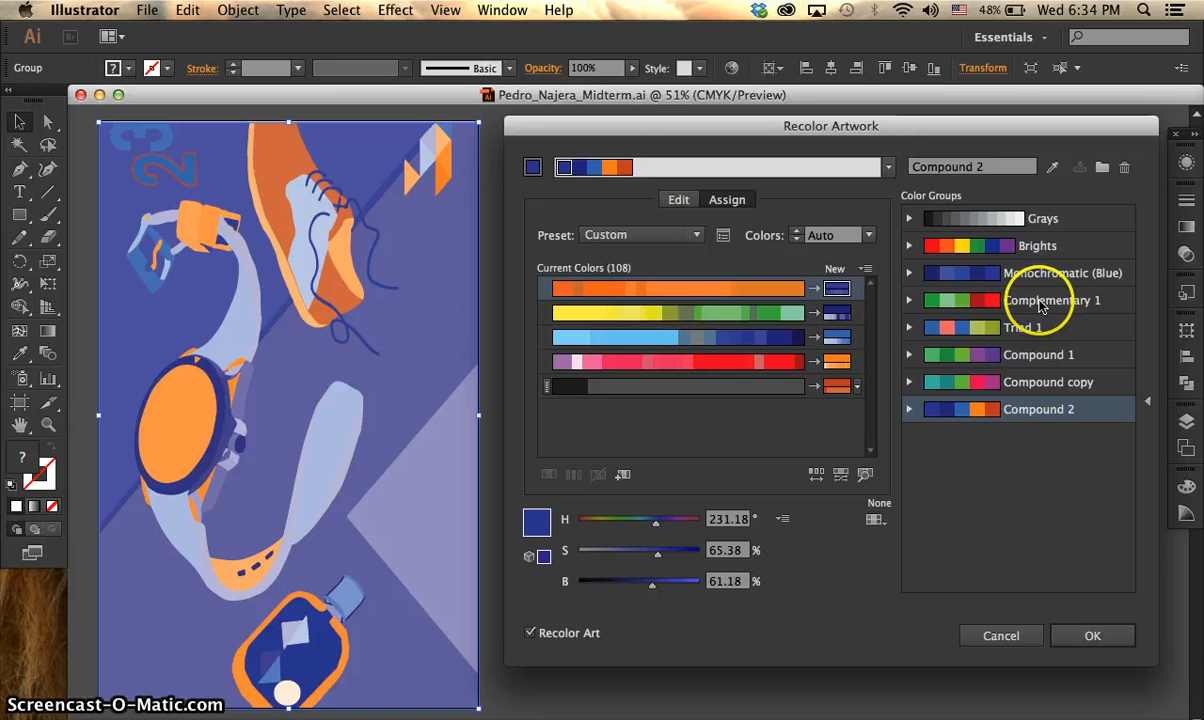 Illustrator File Edit Object Type Select Effect View Window Help 48% Wed 6:34 PM
Ai Br Essentials
Group ? Stroke: Basic Opacity: 100% Style: Transform
Pedro_Najera_Midterm.ai @ 51% (CMYK/Preview)
Recolor Artwork
Compound 2
Edit Assign
Color Groups
Preset: Custom Colors: Auto
Current Colors (108) New
Grays
Brights
Monochromatic (Blue)
Complementary 1
Triad 1
Compound 1
Compound copy
Compound 2
None
H 231.18 °
S 65.38 %
B 61.18 %
Recolor Art
Cancel OK
23
T
?
Screencast-O-Matic.com